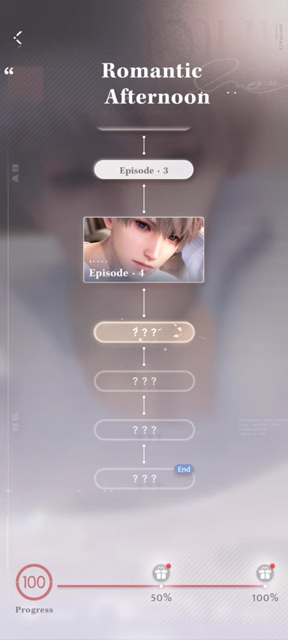 “
Romantic
Afternoon
Episode · 3
Episode · 4
? ? ?
? ? ?
? ? ?
End
? ? ?
100
50%
100%
Progress